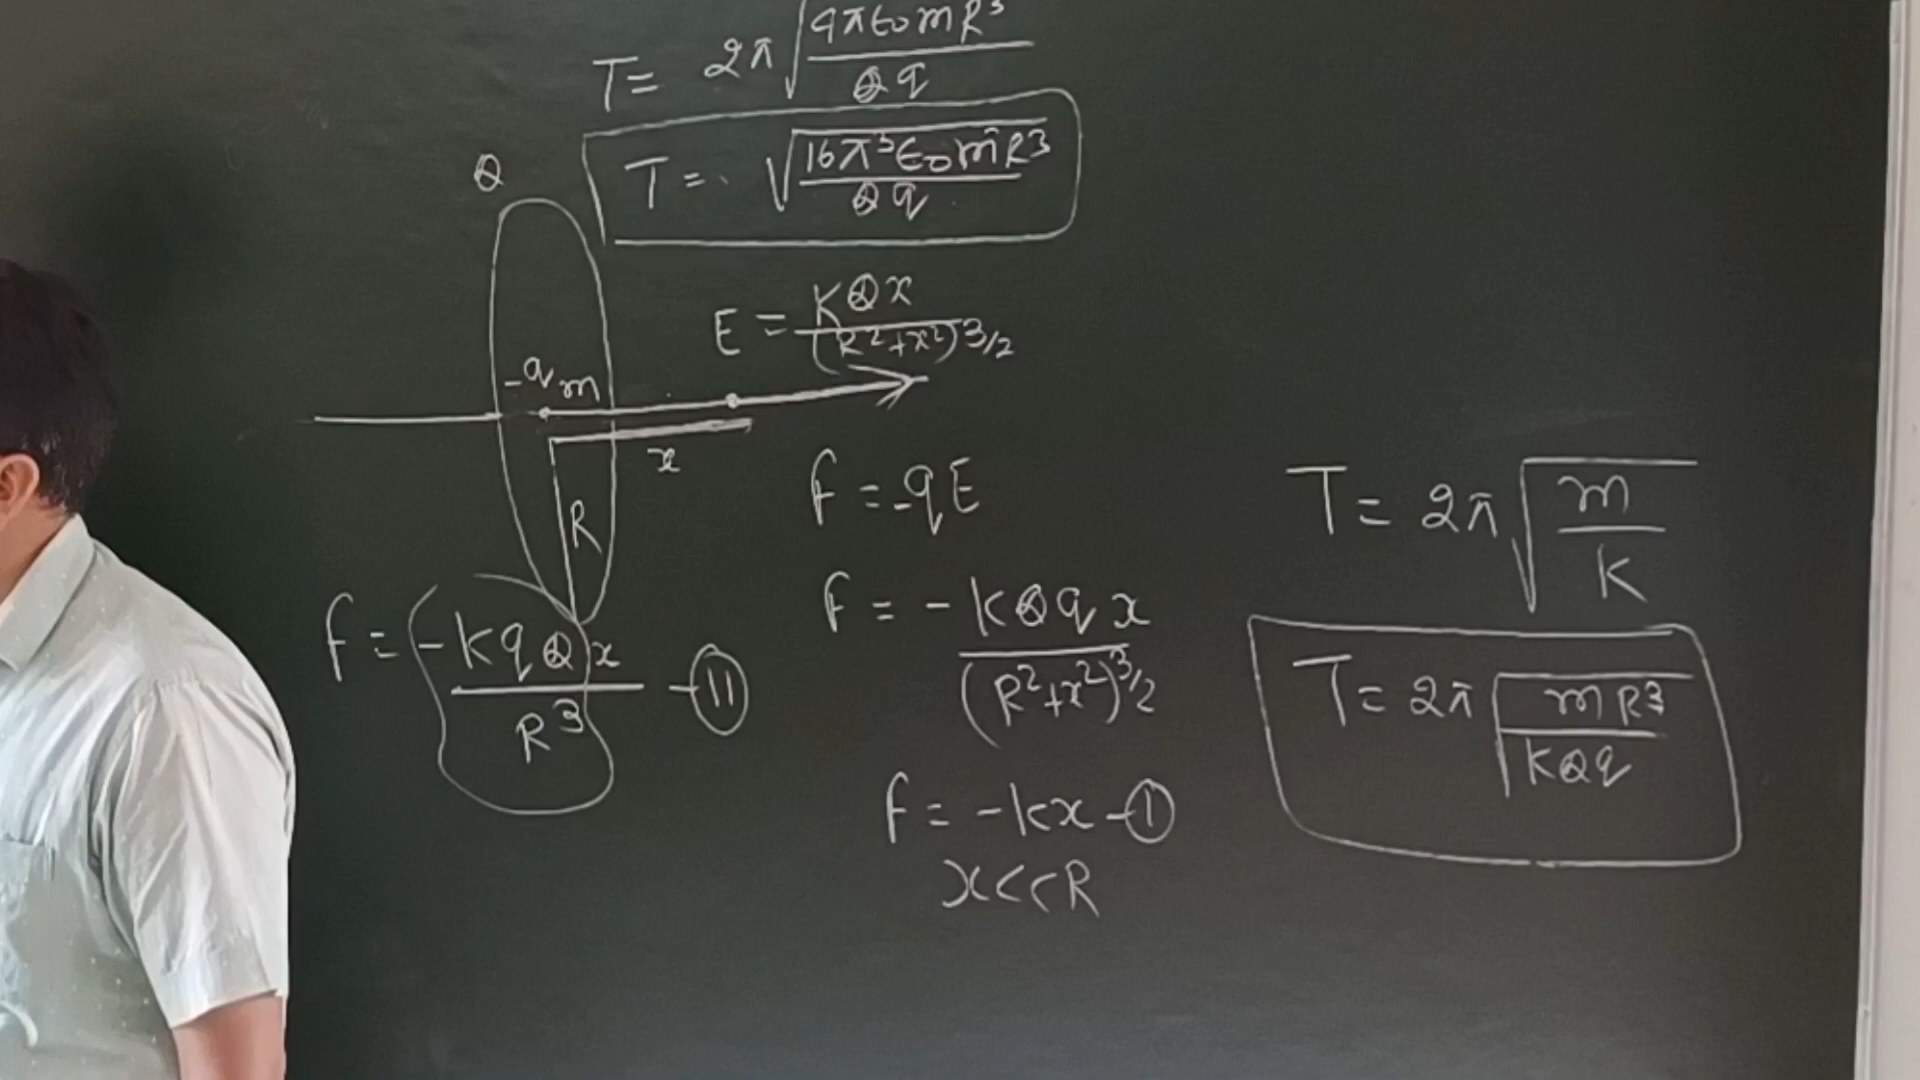 T = 2π √(4πε₀mR³ / Qq)
T = √(16π³ε₀mR³ / Qq)
Q
E = KQx / (R²+x²)^3/2
-q m
x
R
F = -qE
F = -kQqx / (R²+x²)^3/2
F = -kx -①
x<<R
F = -kqQx / R³ -⑪
T = 2π √(m / K)
T = 2π √(mR³ / KQq)